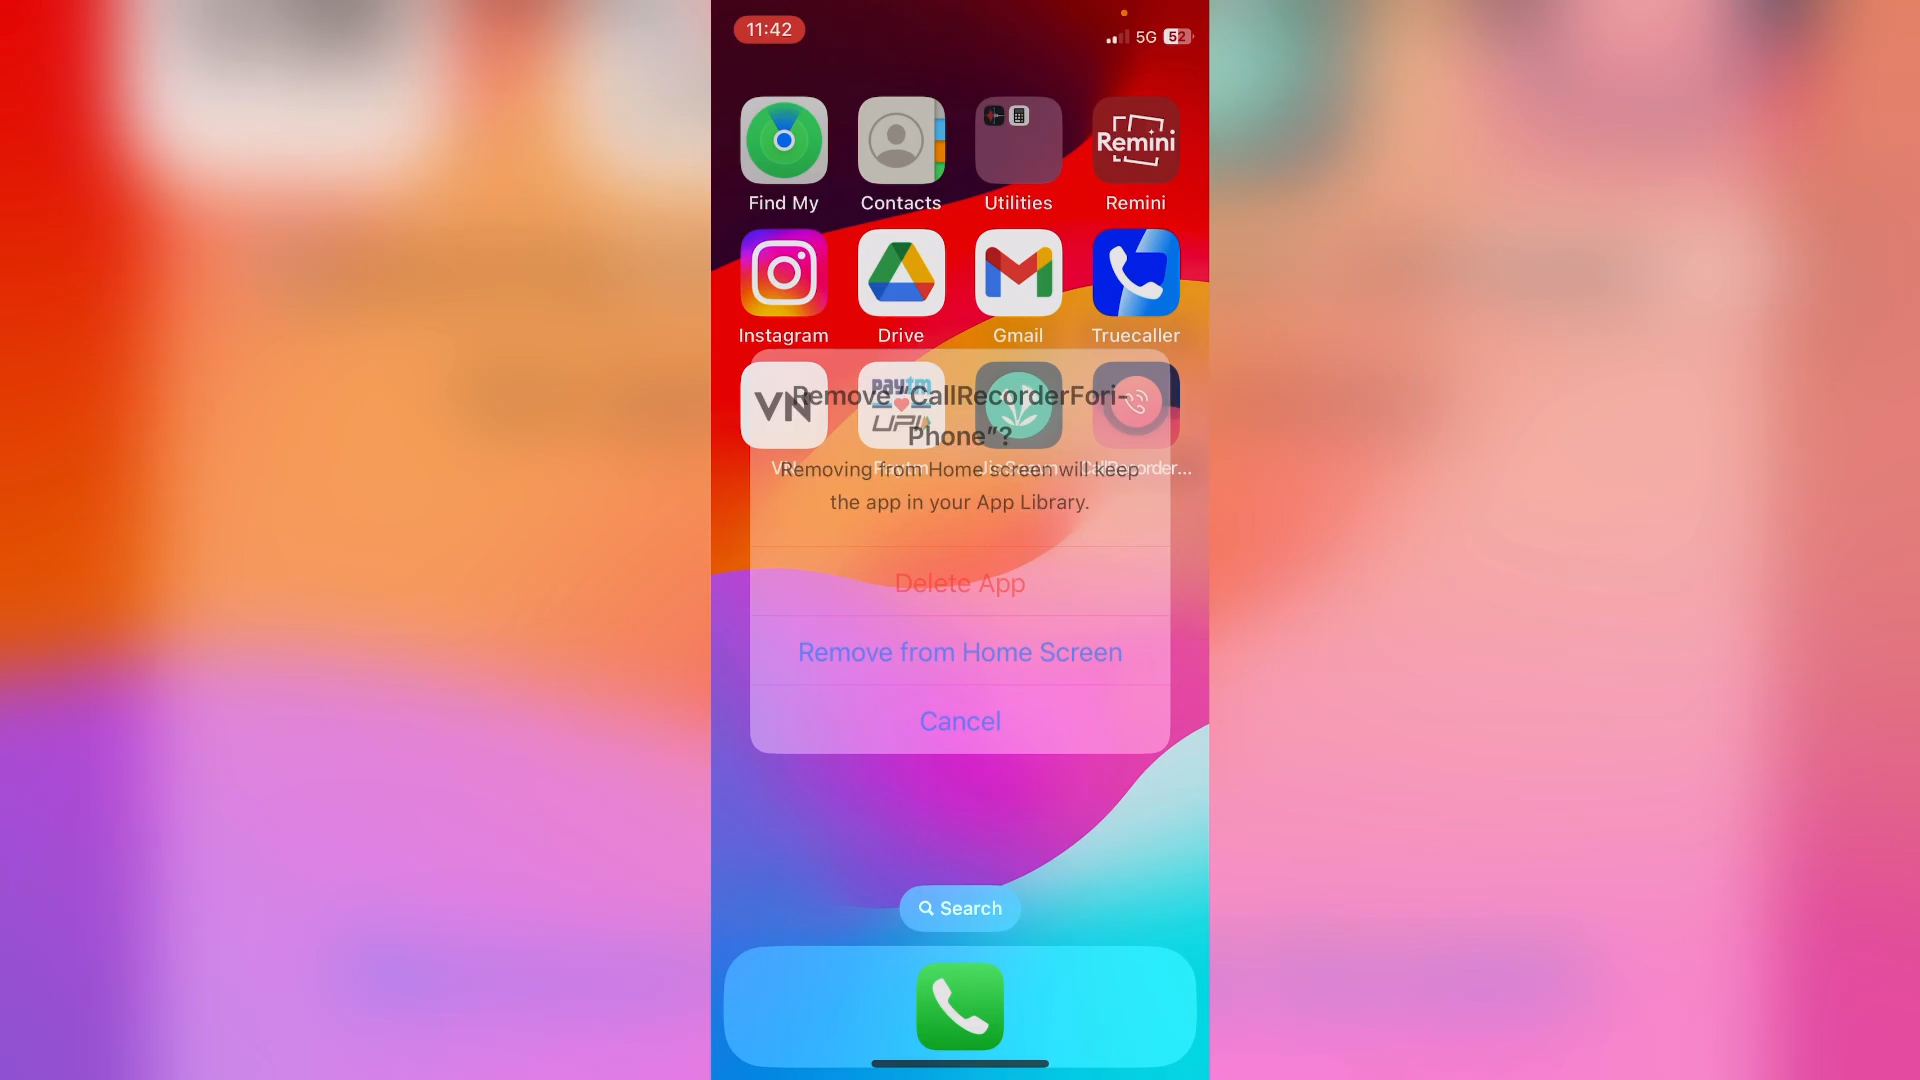 11:42
5G 52
Remini
Find My Contacts Utilities Remini
Instagram Drive Gmail Truecaller
VN paytm UPI
Remove “CallRecorderFori-
Phone”?
Removing from Home screen will keep
the app in your App Library.
Delete App
Remove from Home Screen
Cancel
Search